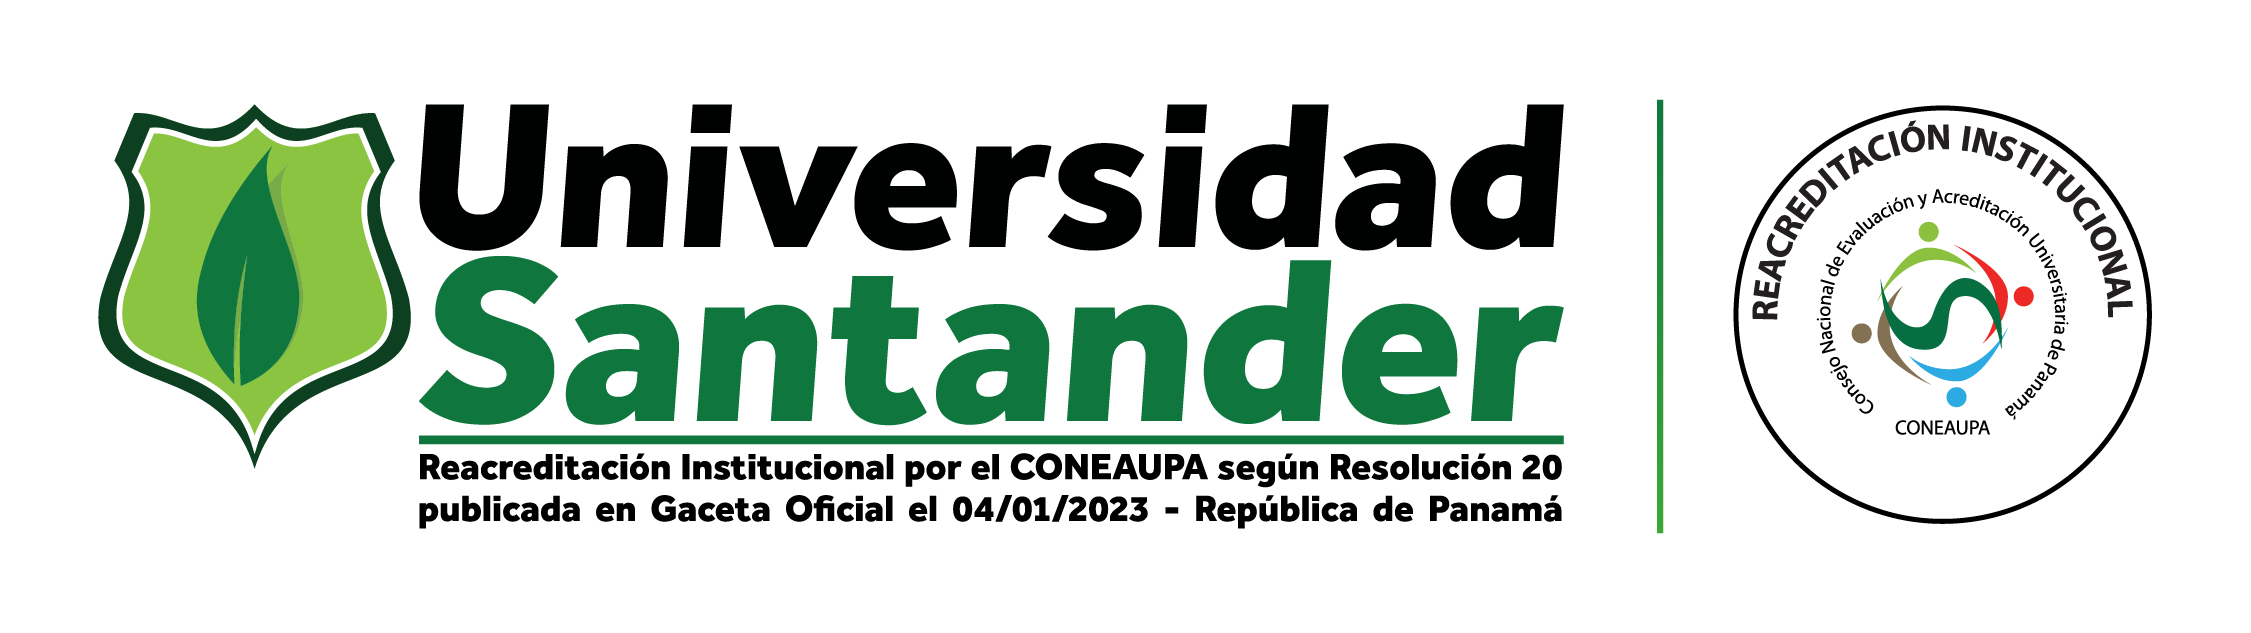 Universidad
Santander
Reacreditación Institucional por el CONEAUPA según Resolución 20
publicada en Gaceta Oficial el 04/01/2023 - República de Panamá
REACREDITACIÓN INSTITUCIONAL
Consejo Nacional de Evaluación y Acreditación Universitaria de Panamá
CONEAUPA